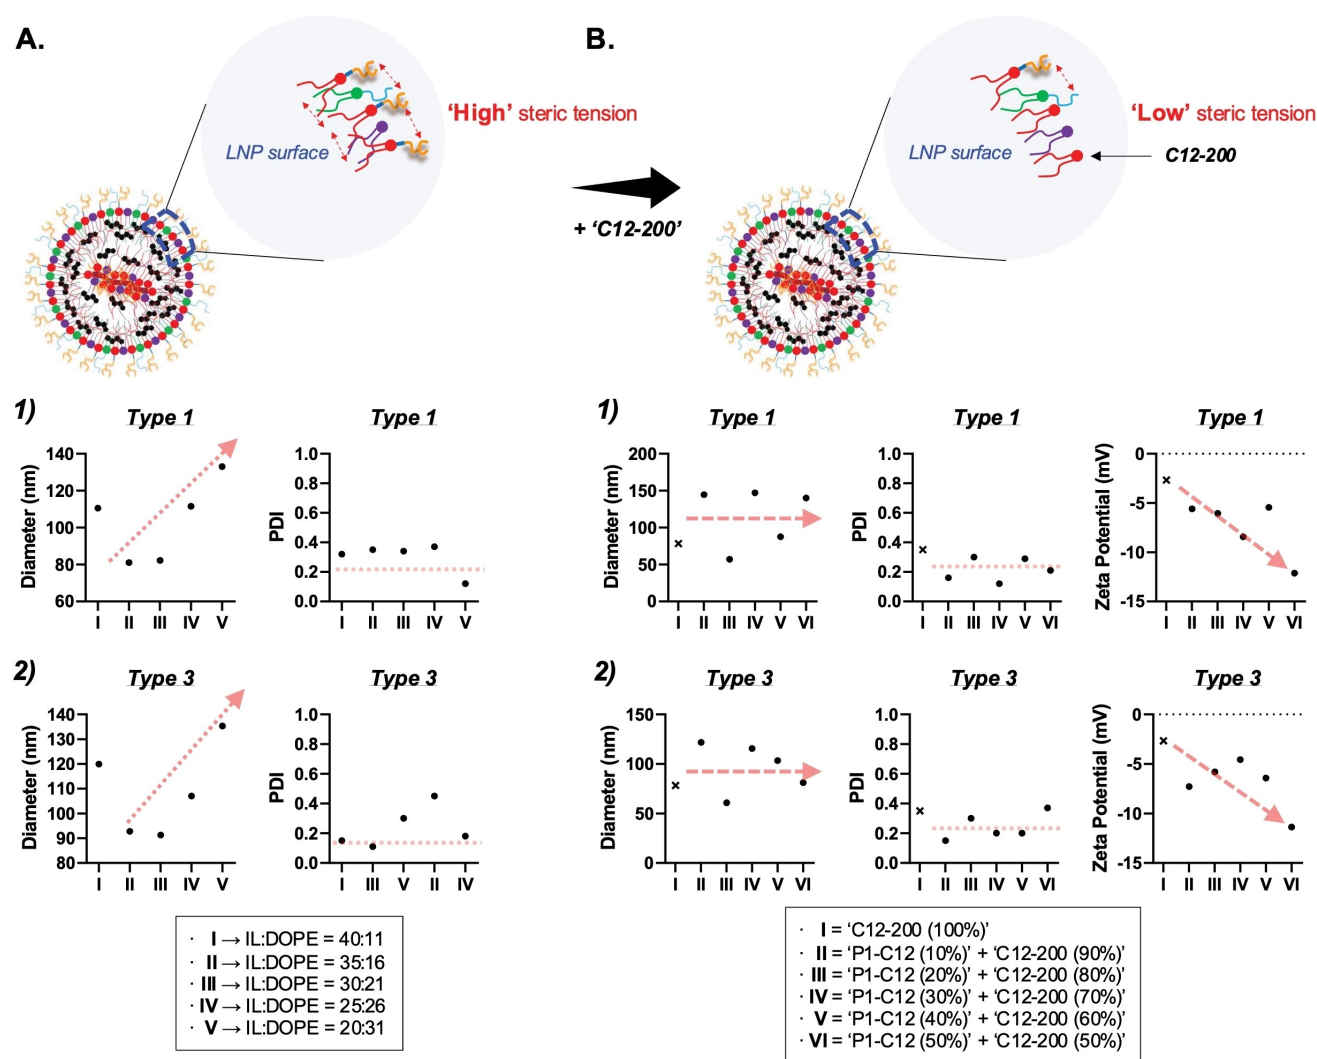 A.
B.
'High' steric tension
LNP surface
'Low' steric tension
LNP surface
C12-200
+ 'C12-200'
1)
Type 1
Diameter (nm)
140
120
100
80
60
I II III IV V
Type 1
PDI
1.0
0.8
0.6
0.4
0.2
0.0
I II III IV V
1)
Type 1
Diameter (nm)
200
150
100
50
0
I II III IV V VI
Type 1
PDI
1.0
0.8
0.6
0.4
0.2
0.0
I II III IV V VI
Type 1
Zeta Potential (mV)
0
-5
-10
-15
I II III IV V VI
2)
Type 3
Diameter (nm)
140
130
120
110
100
90
80
I II III IV V
Type 3
PDI
1.0
0.8
0.6
0.4
0.2
0.0
I III V II IV
2)
Type 3
Diameter (nm)
150
100
50
0
I II III IV V VI
Type 3
PDI
1.0
0.8
0.6
0.4
0.2
0.0
I II III IV V VI
Type 3
Zeta Potential (mV)
0
-5
-10
-15
I II III IV V VI
· I → IL:DOPE = 40:11
· II → IL:DOPE = 35:16
· III → IL:DOPE = 30:21
· IV → IL:DOPE = 25:26
· V → IL:DOPE = 20:31
· I = 'C12-200 (100%)'
· II = 'P1-C12 (10%)' + 'C12-200 (90%)'
· III = 'P1-C12 (20%)' + 'C12-200 (80%)'
· IV = 'P1-C12 (30%)' + 'C12-200 (70%)'
· V = 'P1-C12 (40%)' + 'C12-200 (60%)'
· VI = 'P1-C12 (50%)' + 'C12-200 (50%)'